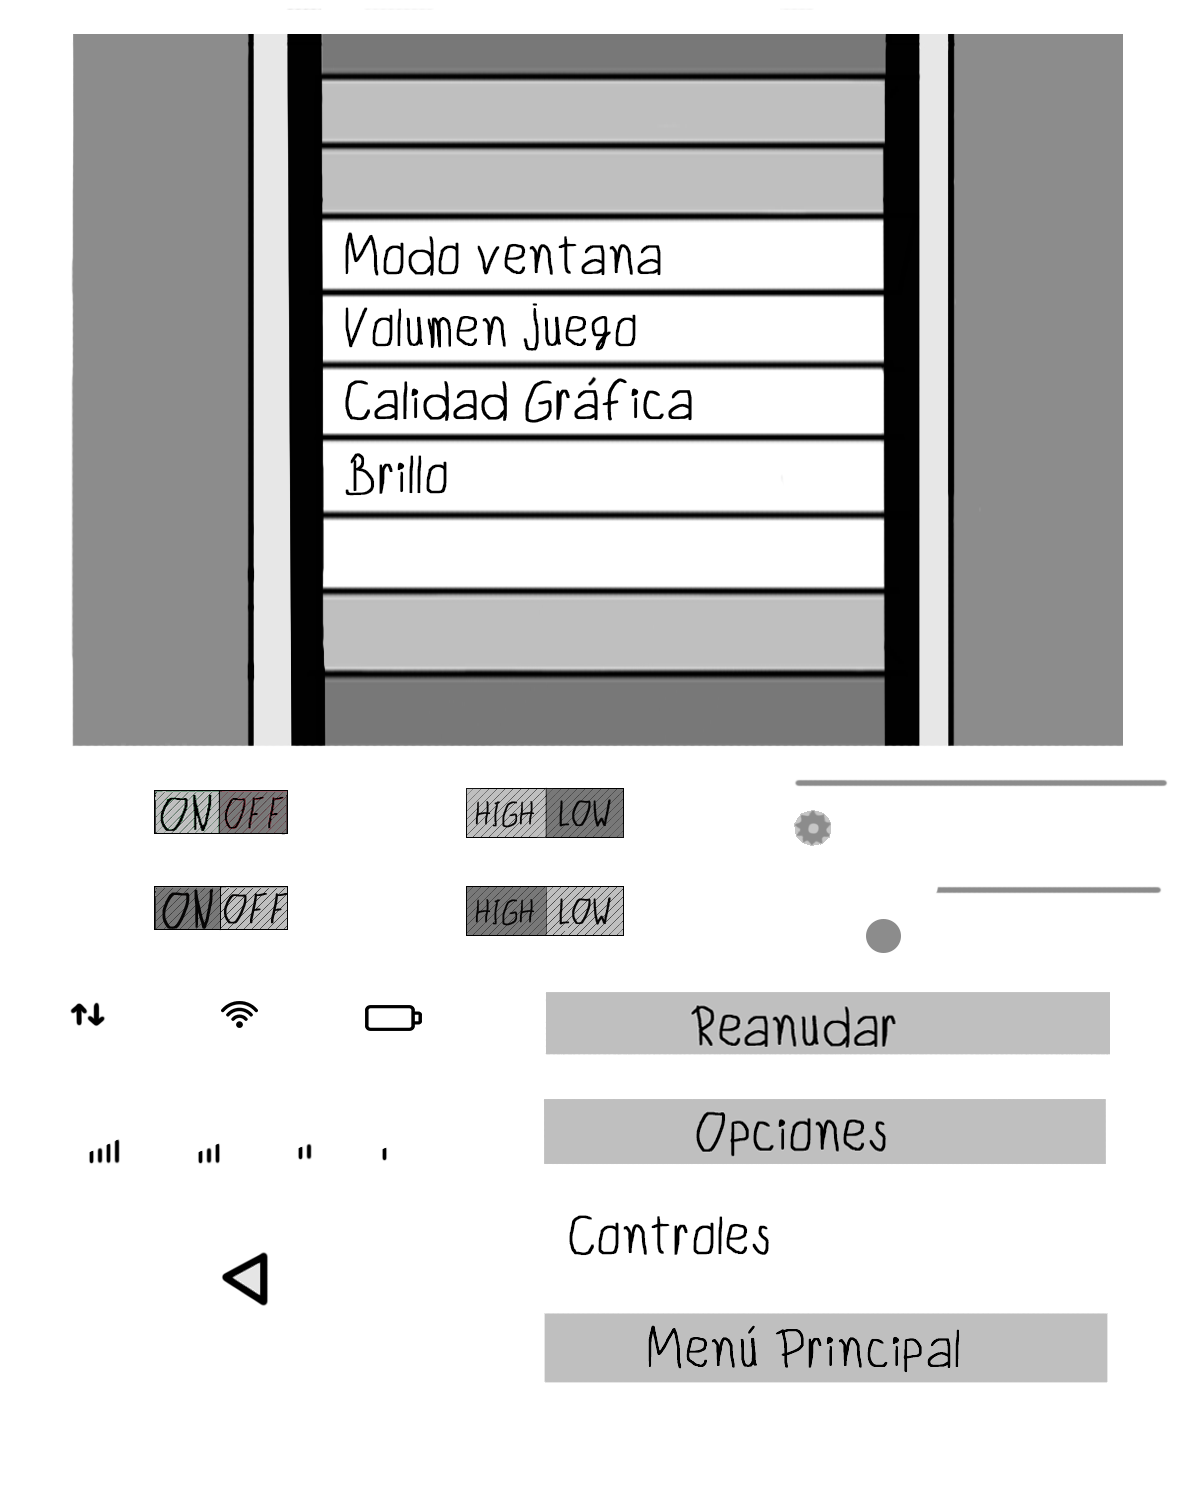 Modo ventana
Volumen juego
Calidad Gráfica
Brillo
ON OFF
HIGH LOW
ON OFF
HIGH LOW
Reanudar
Opciones
Controles
Menú Principal